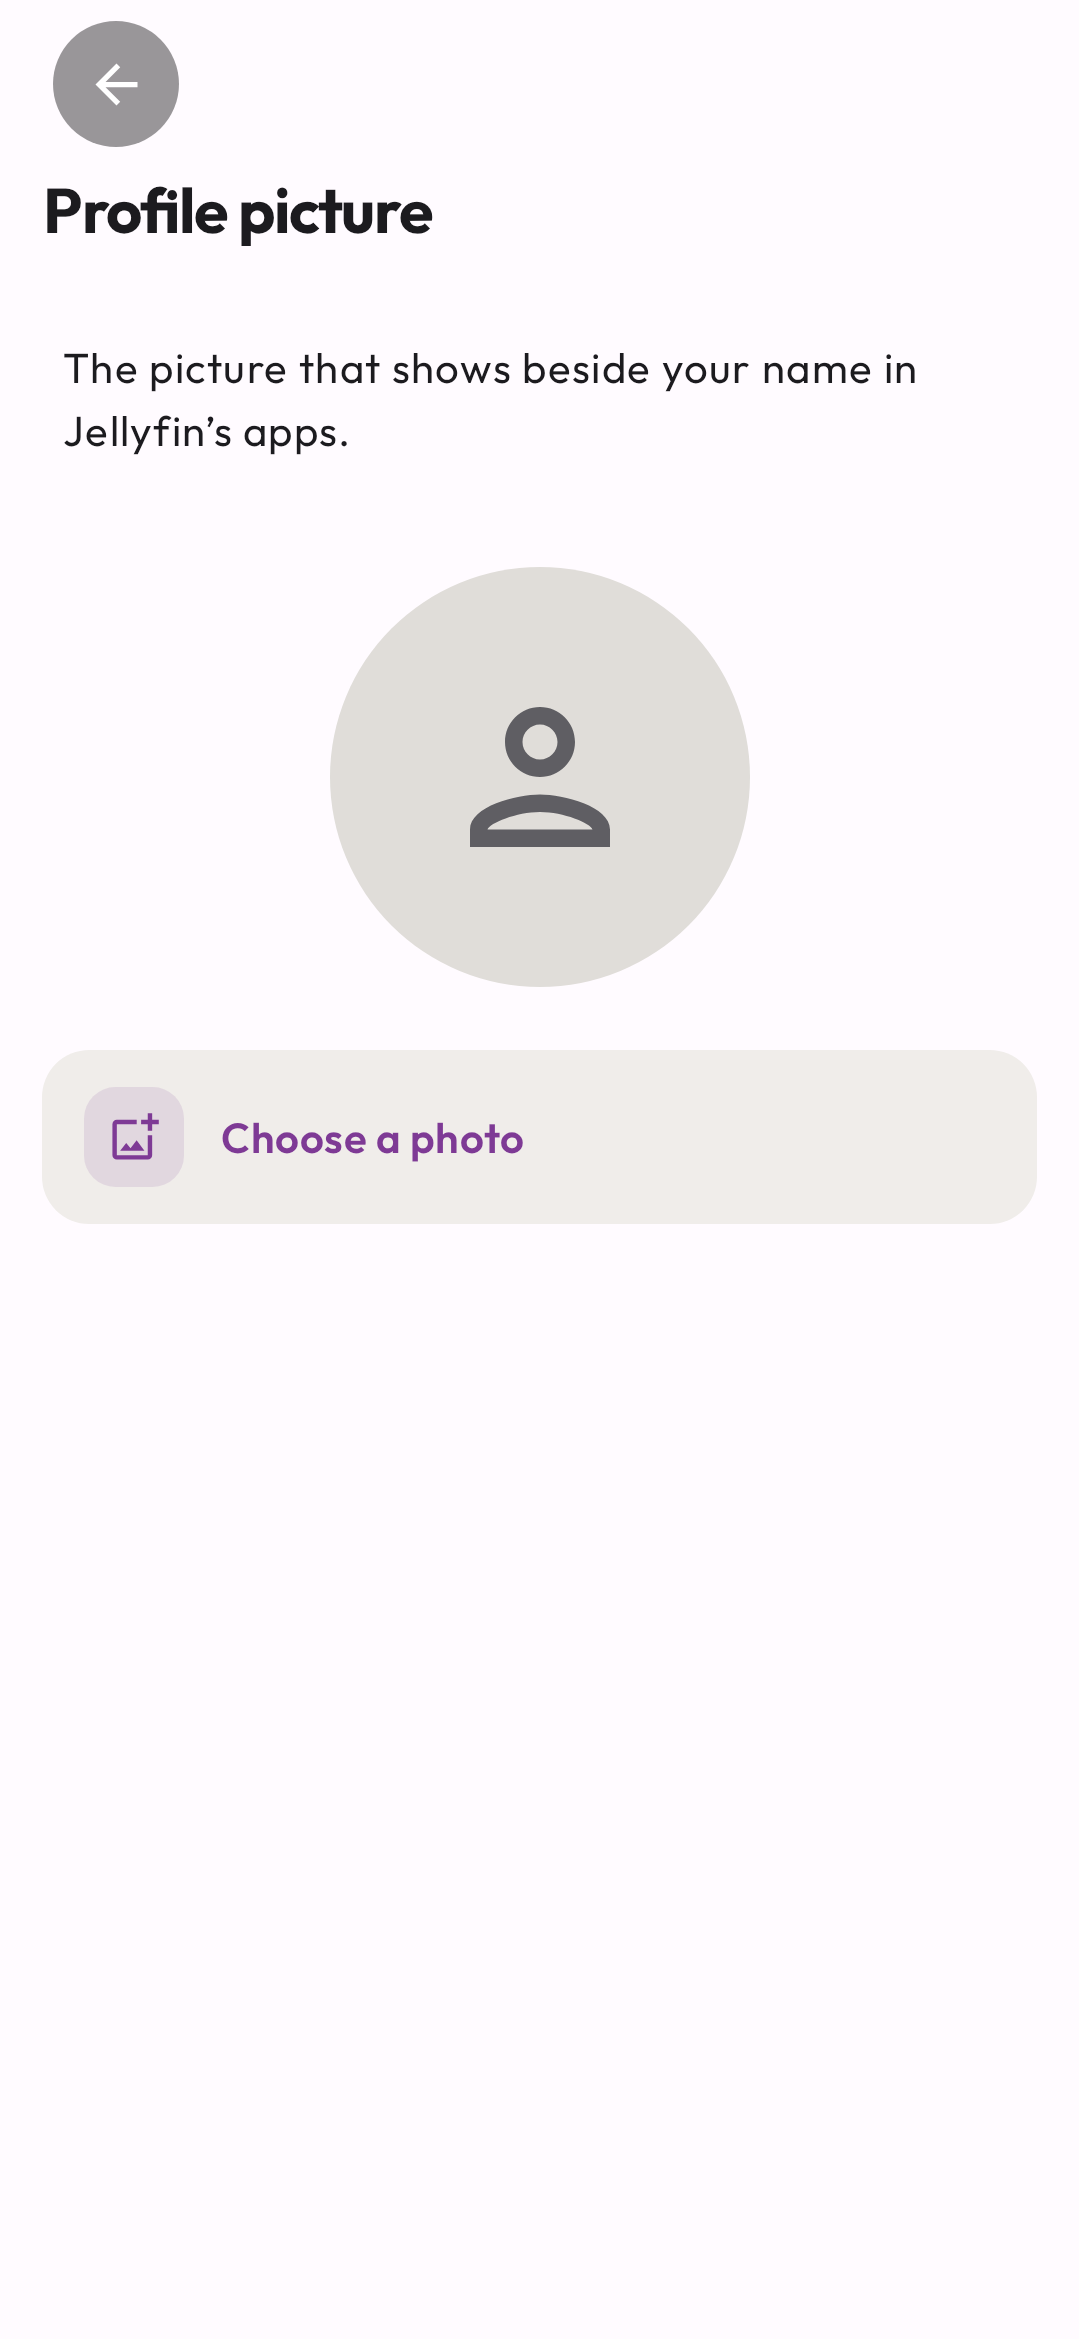 Profile picture
The picture that shows beside your name in
Jellyfin’s apps.
Choose a photo